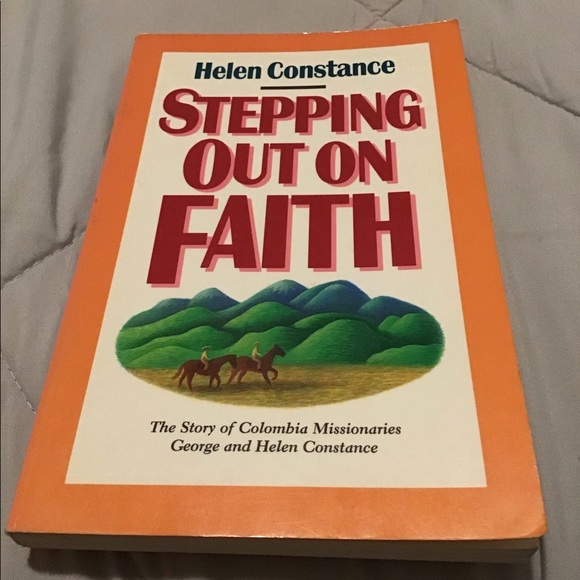 Helen Constance
STEPPING
OUT ON
FAITH
The Story of Colombia Missionaries
George and Helen Constance